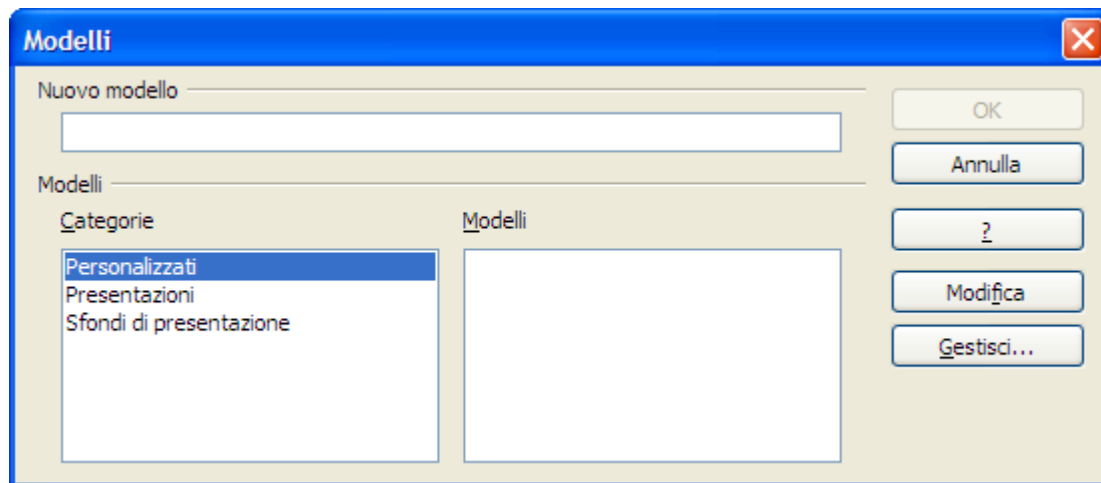 Modelli
Nuovo modello
OK
Annulla
Modelli
Categorie
Modelli
?
Personalizzati
Presentazioni
Sfondi di presentazione
Modifica
Gestisci...